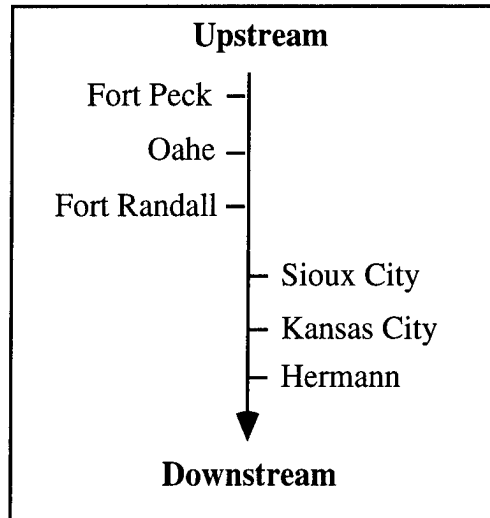 Upstream
Fort Peck
Oahe
Fort Randall
Sioux City
Kansas City
Hermann
Downstream